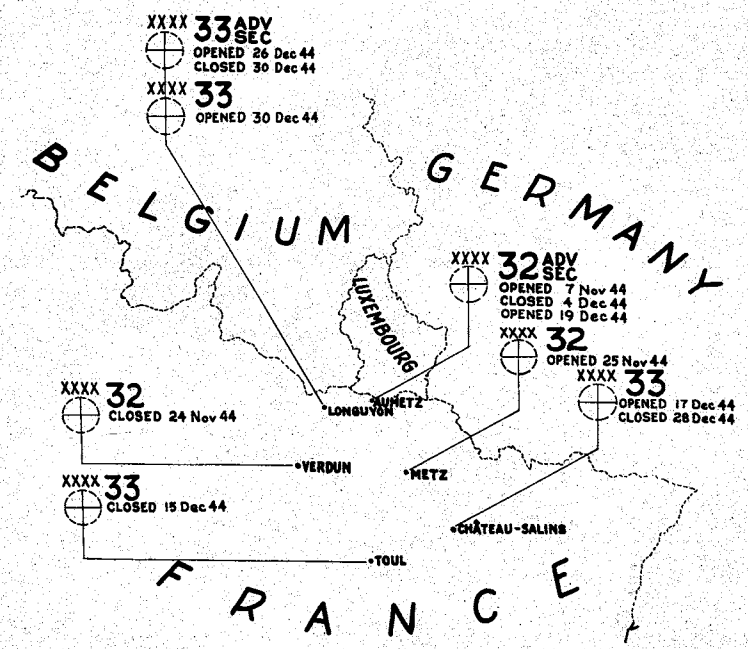 XXXX 33 ADV SEC
OPENED 26 Dec 44
CLOSED 30 Dec 44
XXXX 33
OPENED 30 Dec 44
BELGIUM
GERMANY
LUXEMBOURG
XXXX 32 ADV SEC
OPENED 7 Nov 44
CLOSED 4 Dec 44
OPENED 19 Dec 44
XXXX 32
OPENED 25 Nov 44
XXXX 33
OPENED 17 Dec 44
CLOSED 28 Dec 44
XXXX 32
CLOSED 24 Nov 44
AUMETZ
LONGUYON
VERDUN
METZ
XXXX 33
CLOSED 15 Dec 44
CHÂTEAU-SALINS
TOUL
FRANCE